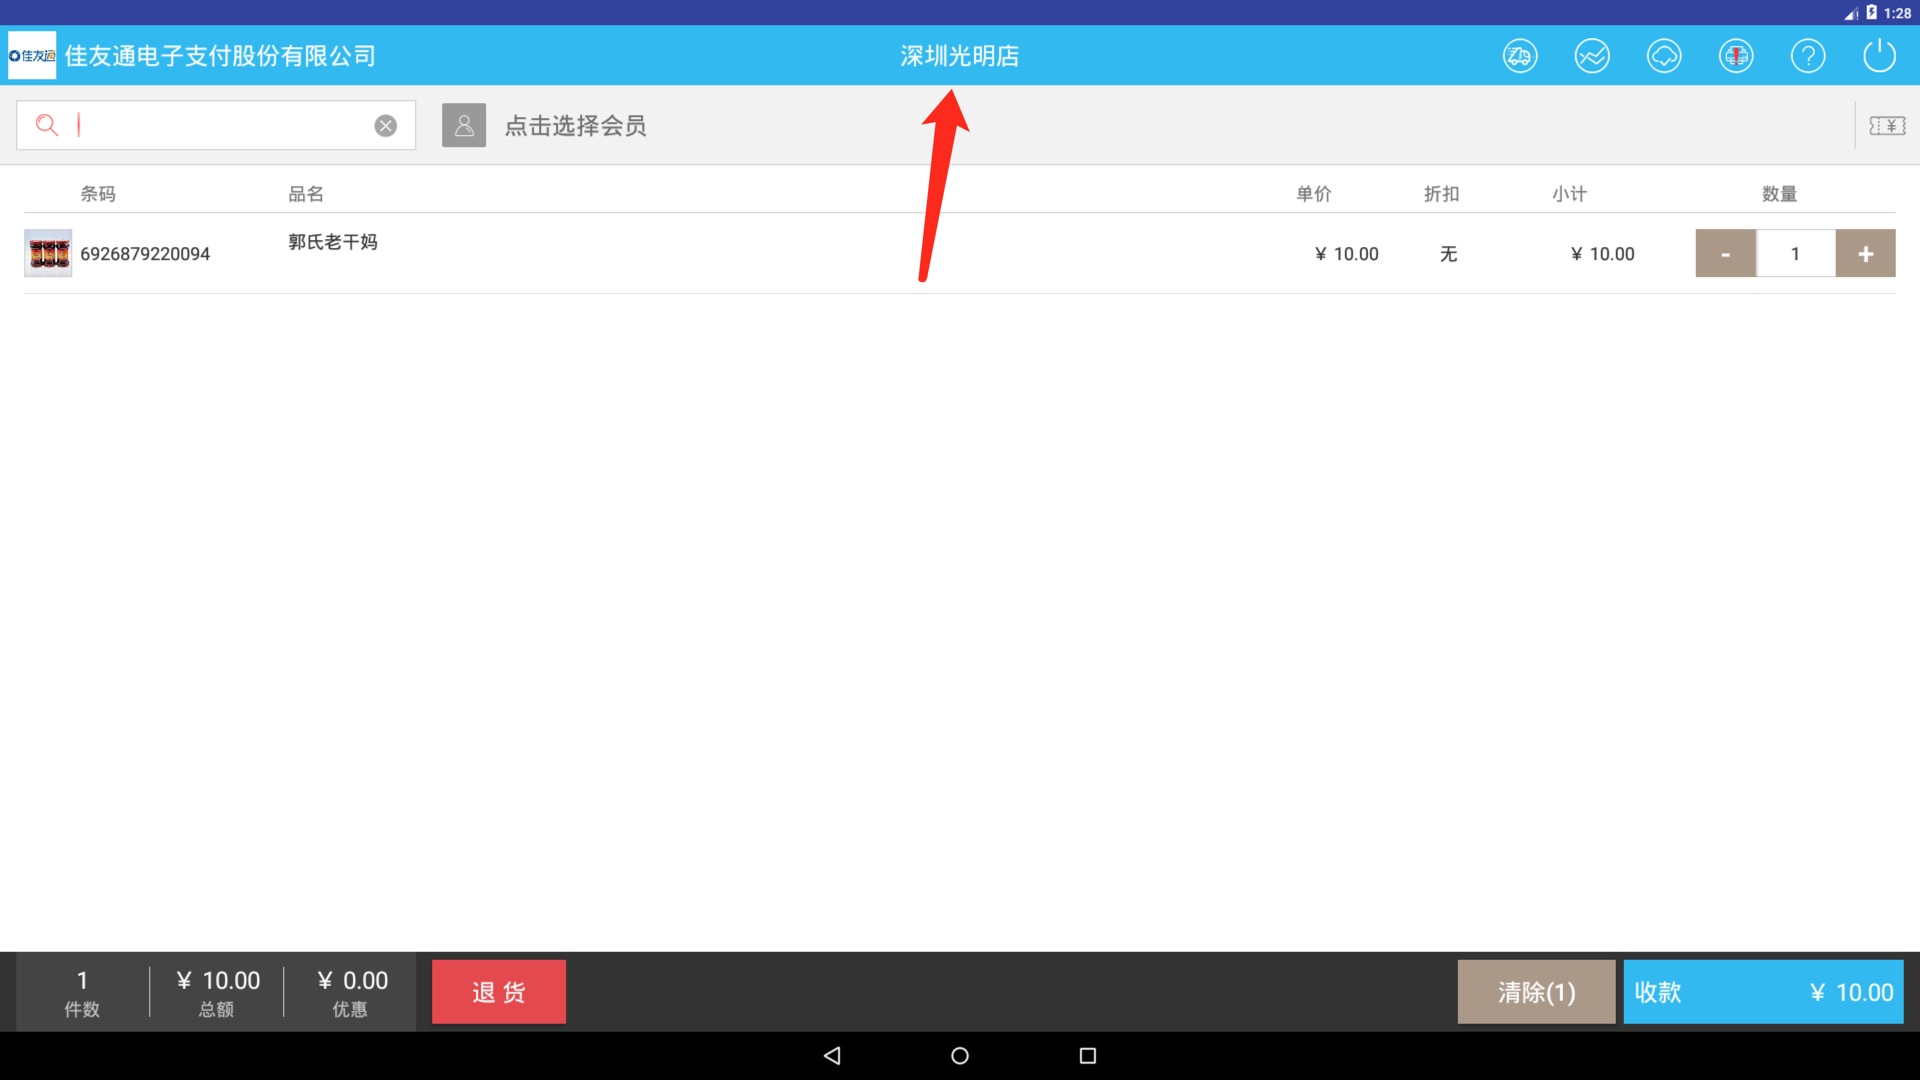 1:28
佳友通
佳友通电子支付股份有限公司
深圳光明店
点击选择会员
条码 品名 单价 折扣 小计 数量
6926879220094 郭氏老干妈 ¥ 10.00 无 ¥ 10.00 - 1 +
1 ¥ 10.00 ¥ 0.00
件数 总额 优惠
退 货
清除(1)
收款 ¥ 10.00